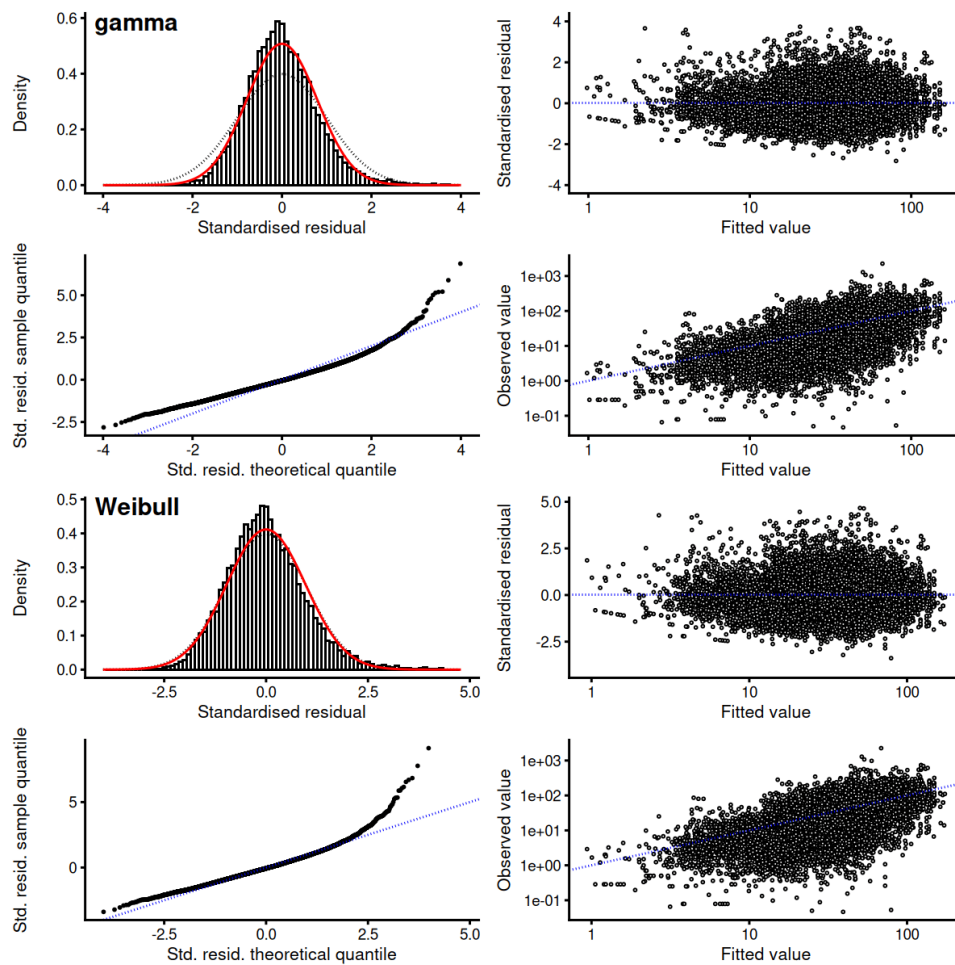 gamma
Density
0.6
0.4
0.2
0.0
-4 -2 0 2 4
Standardised residual
Standardised residual
4
2
0
-2
-4
1 10 100
Fitted value
Std. resid. sample quantile
5.0
2.5
0.0
-2.5
-4 -2 0 2 4
Std. resid. theoretical quantile
Observed value
1e+03
1e+02
1e+01
1e+00
1e-01
1 10 100
Fitted value
Weibull
Density
0.5
0.4
0.3
0.2
0.1
0.0
-2.5 0.0 2.5 5.0
Standardised residual
Standardised residual
5.0
2.5
0.0
-2.5
1 10 100
Fitted value
Std. resid. sample quantile
5
0
-2.5 0.0 2.5 5.0
Std. resid. theoretical quantile
Observed value
1e+03
1e+02
1e+01
1e+00
1e-01
1 10 100
Fitted value